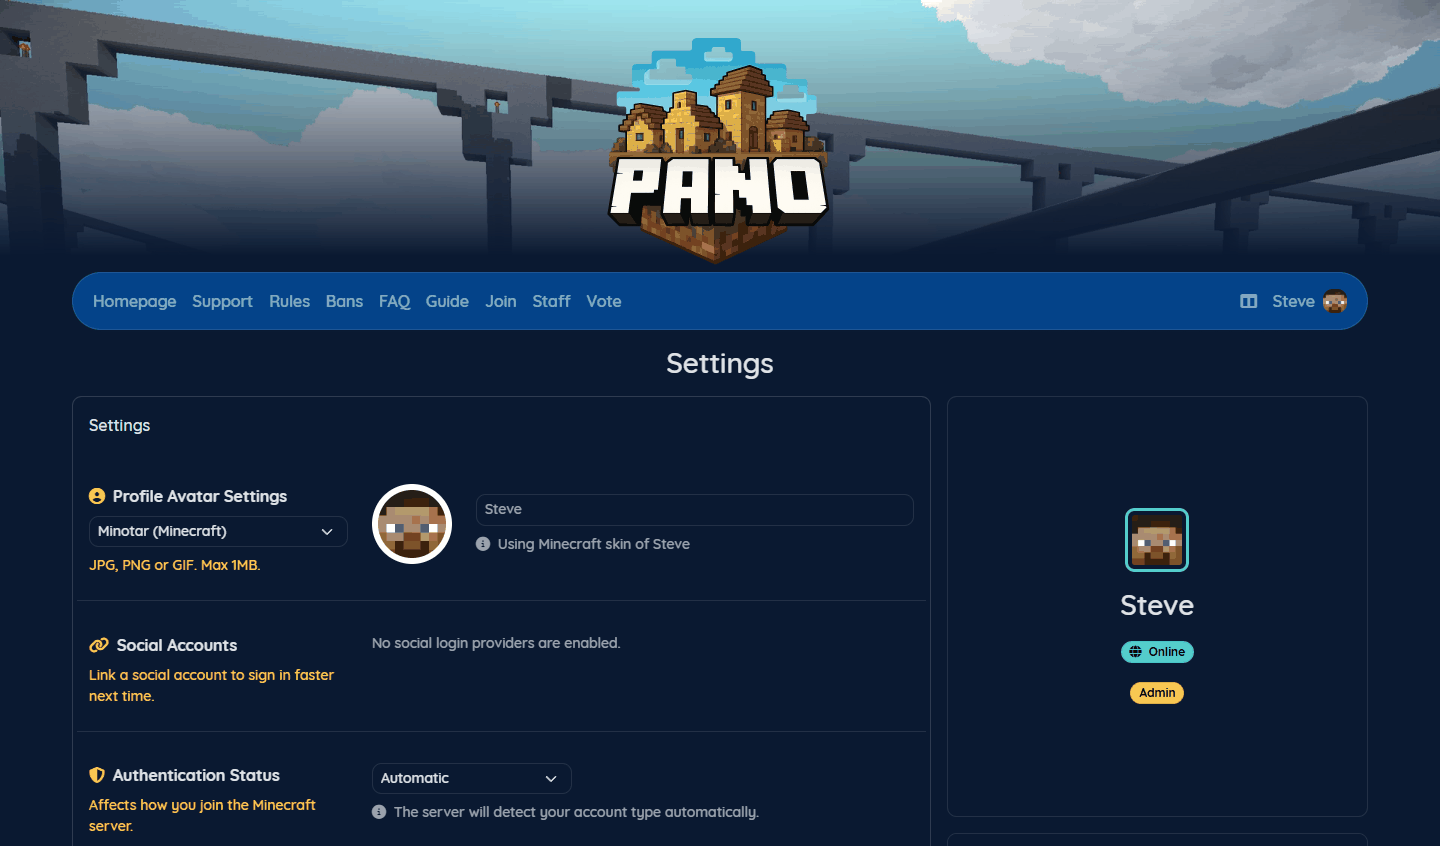 PANO
Homepage Support Rules Bans FAQ Guide Join Staff Vote Steve
Settings
Settings
Profile Avatar Settings
Minotar (Minecraft)
JPG, PNG or GIF. Max 1MB.
Steve
Using Minecraft skin of Steve
Social Accounts
Link a social account to sign in faster
next time.
No social login providers are enabled.
Authentication Status
Affects how you join the Minecraft
server.
Automatic
The server will detect your account type automatically.
Steve
Online
Admin